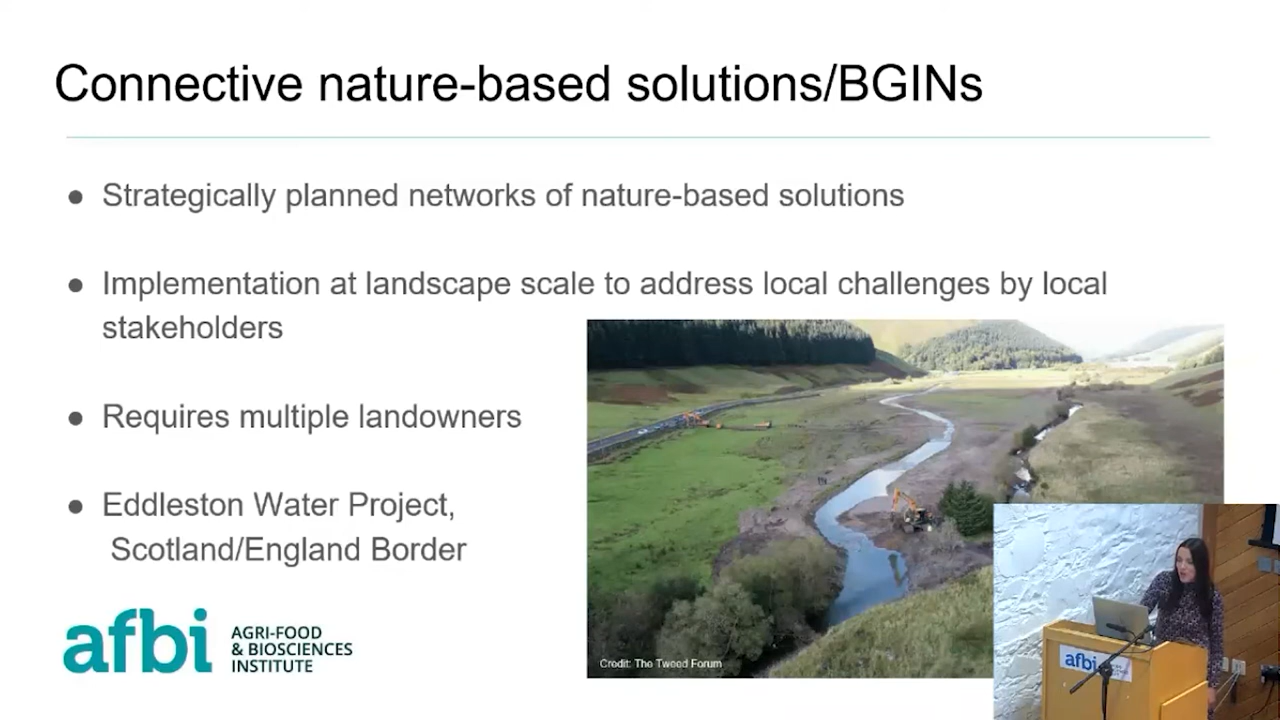 Connective nature-based solutions/BGINs
● Strategically planned networks of nature-based solutions
● Implementation at landscape scale to address local challenges by local
stakeholders
● Requires multiple landowners
● Eddleston Water Project,
Scotland/England Border
Credit: The Tweed Forum
afbi AGRI-FOOD
& BIOSCIENCES
INSTITUTE
afbi